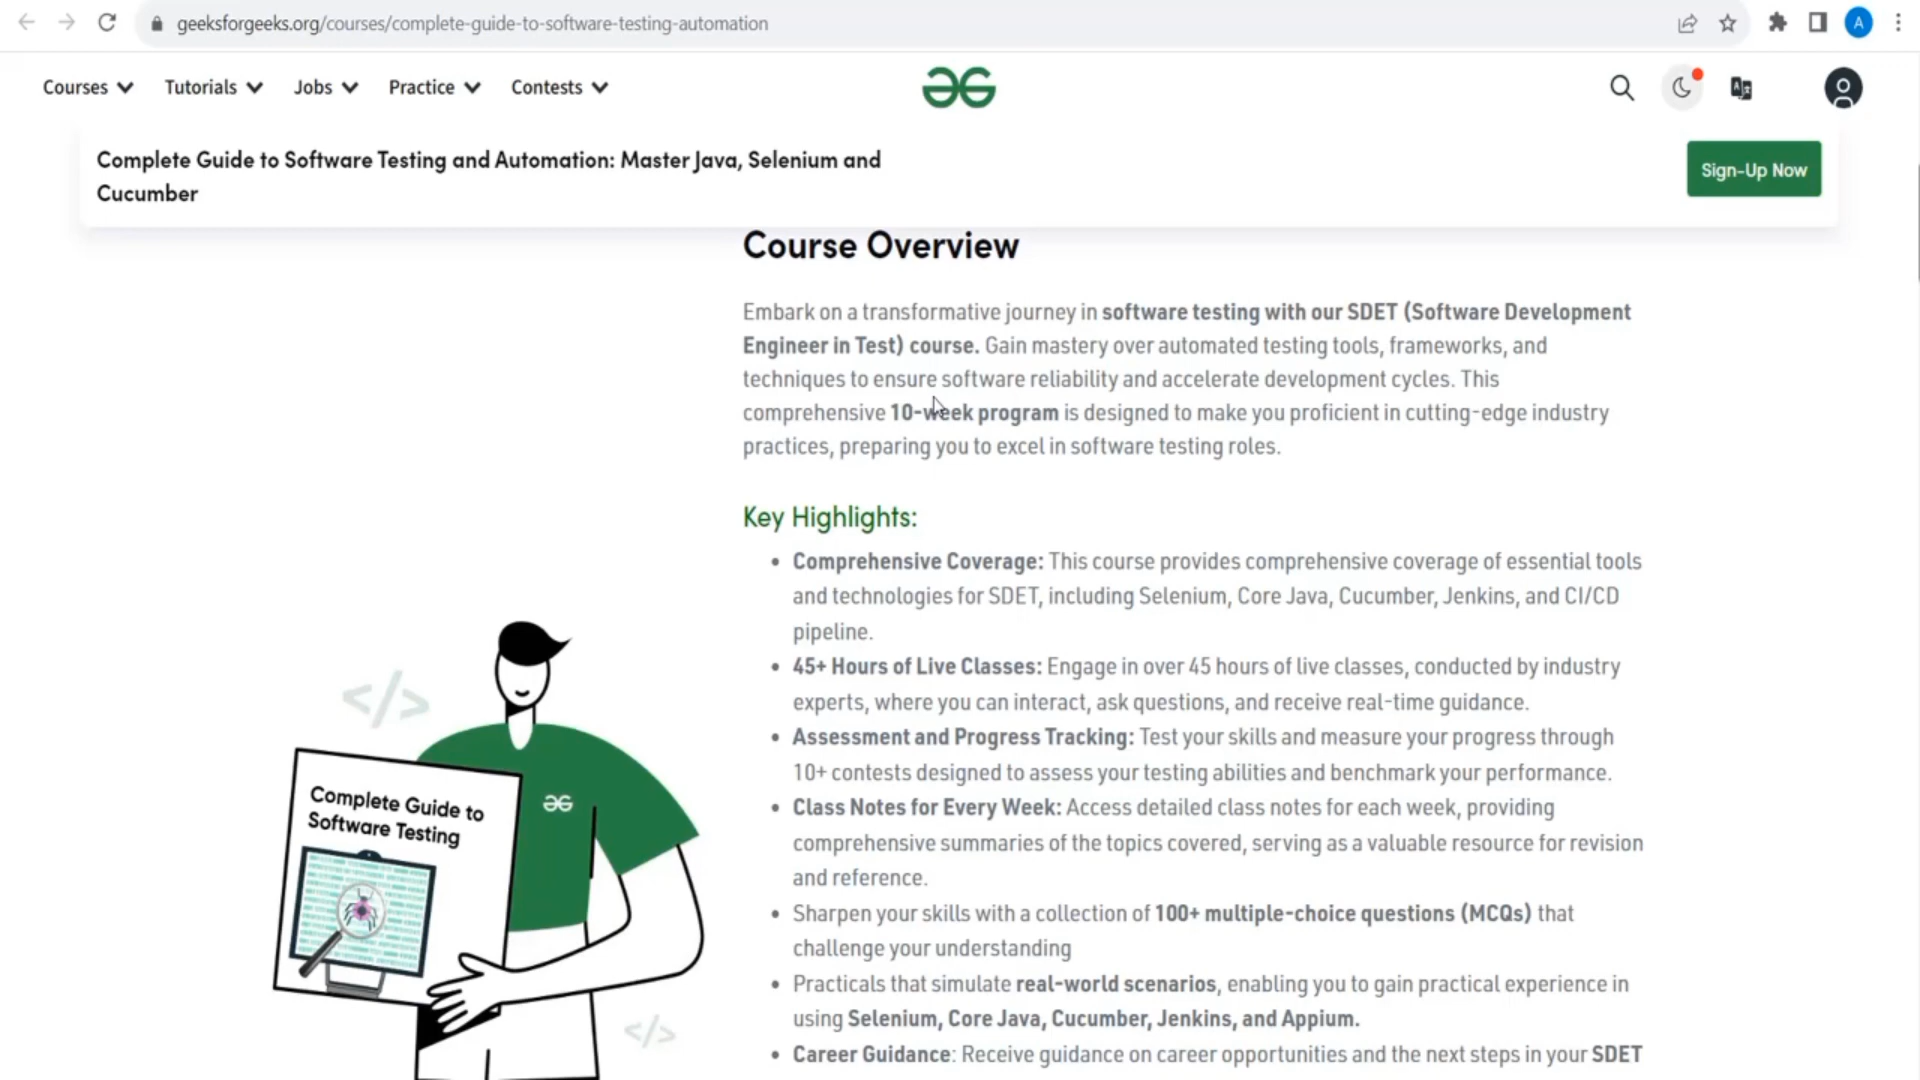 geeksforgeeks.org/courses/complete-guide-to-software-testing-automation
A
Courses Tutorials Jobs Practice Contests
Complete Guide to Software Testing and Automation: Master Java, Selenium and
Cucumber
Sign-Up Now
Course Overview
Embark on a transformative journey in software testing with our SDET (Software Development
Engineer in Test) course. Gain mastery over automated testing tools, frameworks, and
techniques to ensure software reliability and accelerate development cycles. This
comprehensive 10-week program is designed to make you proficient in cutting-edge industry
practices, preparing you to excel in software testing roles.
Key Highlights:
• Comprehensive Coverage: This course provides comprehensive coverage of essential tools
and technologies for SDET, including Selenium, Core Java, Cucumber, Jenkins, and CI/CD
pipeline.
• 45+ Hours of Live Classes: Engage in over 45 hours of live classes, conducted by industry
experts, where you can interact, ask questions, and receive real-time guidance.
• Assessment and Progress Tracking: Test your skills and measure your progress through
10+ contests designed to assess your testing abilities and benchmark your performance.
• Class Notes for Every Week: Access detailed class notes for each week, providing
comprehensive summaries of the topics covered, serving as a valuable resource for revision
and reference.
• Sharpen your skills with a collection of 100+ multiple-choice questions (MCQs) that
challenge your understanding
• Practicals that simulate real-world scenarios, enabling you to gain practical experience in
using Selenium, Core Java, Cucumber, Jenkins, and Appium.
• Career Guidance: Receive guidance on career opportunities and the next steps in your SDET
</>
Complete Guide to
Software Testing
</>